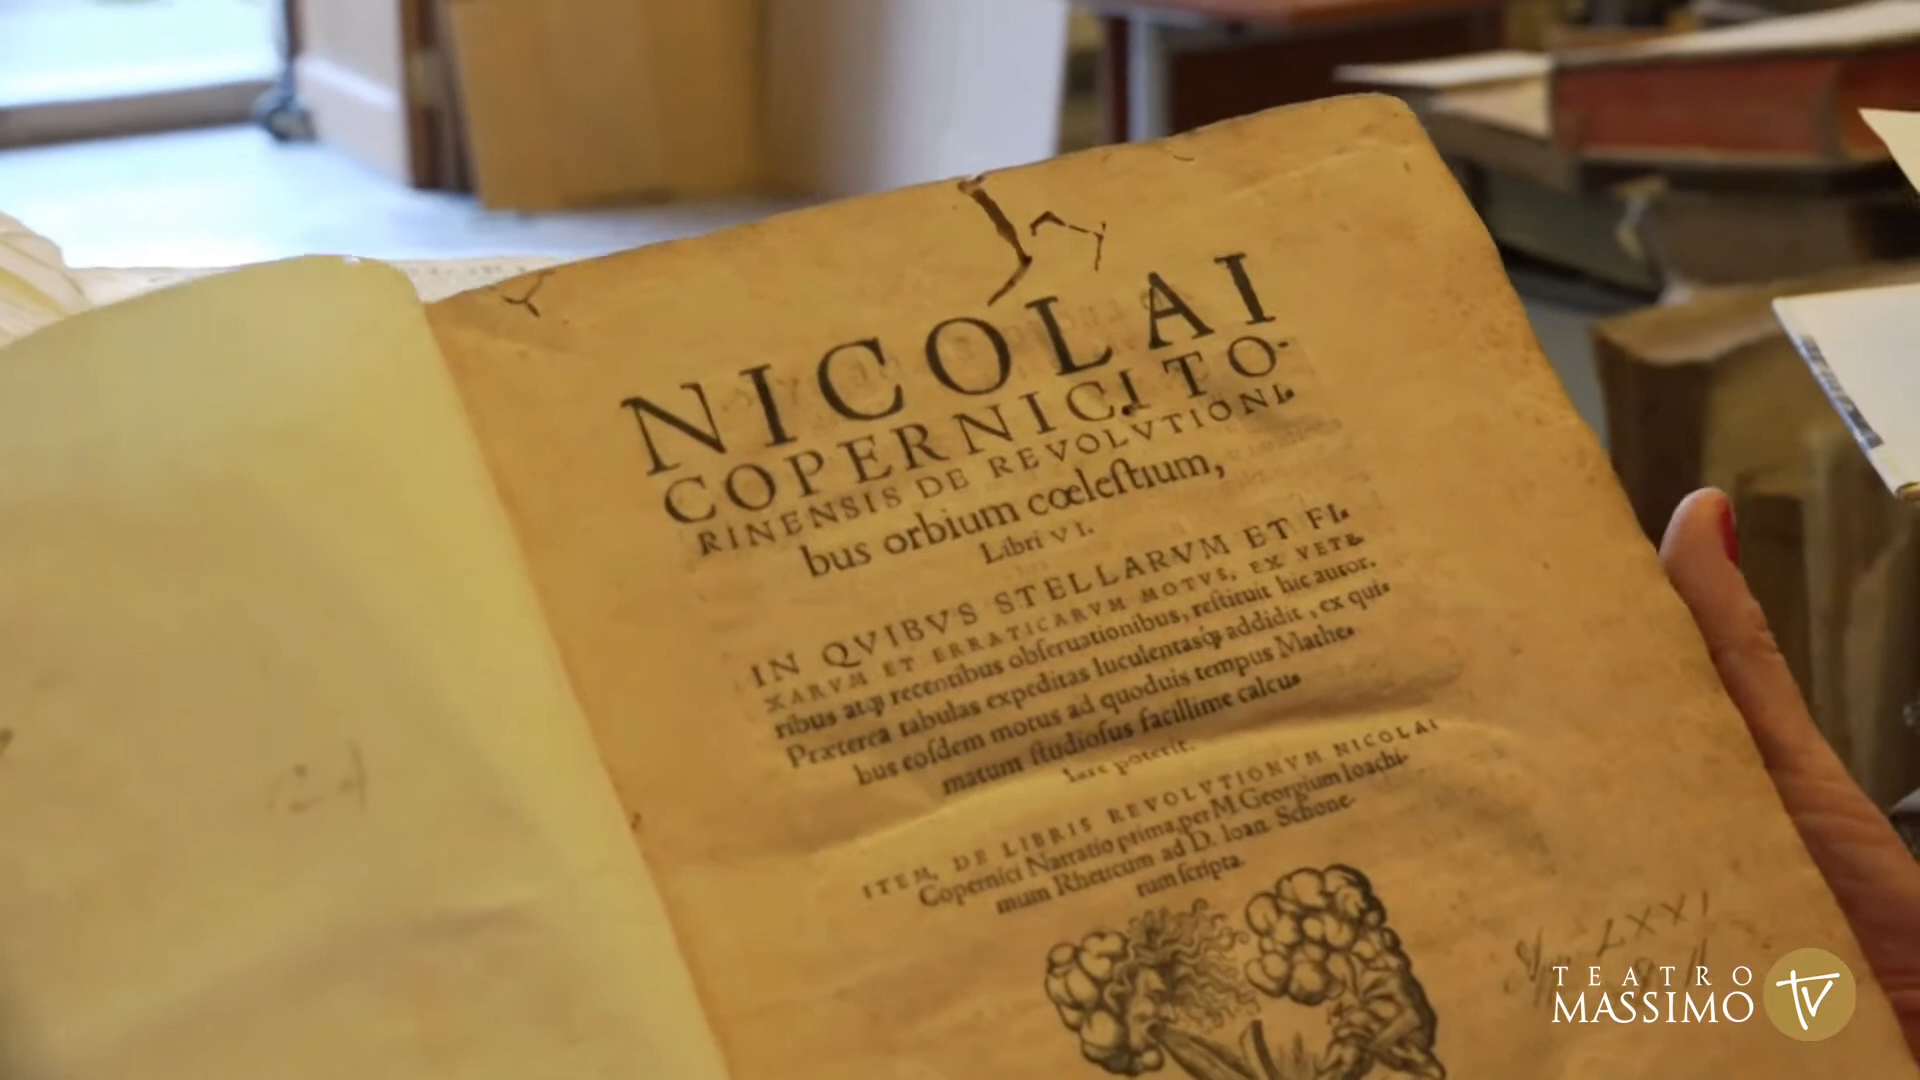 NICOLAI
COPERNICI TO-
RINENSIS DE REVOLVTIONI-
bus orbium cœleſtium,
Libri VI.
IN QVIBVS STELLARVM ET FI-
XARVM ET ERRATICARVM MOTVS, EX VETE-
ribus atqꝫ recentibus obſeruationibus, reſtituit hic autor.
Præterea tabulas expeditas luculentasqꝫ addidit, ex qui-
bus eoſdem motus ad quoduis tempus Mathe-
matum ſtudioſus facillime calcu-
lare poterit.
ITEM, DE LIBRIS REVOLVTIONVM NICOLAI
Copernici Narratio prima, per M. Georgium Ioachi-
mum Rheticum ad D. Ioan. Schone-
rum ſcripta.
LXXI
TEATRO
MASSIMO TV